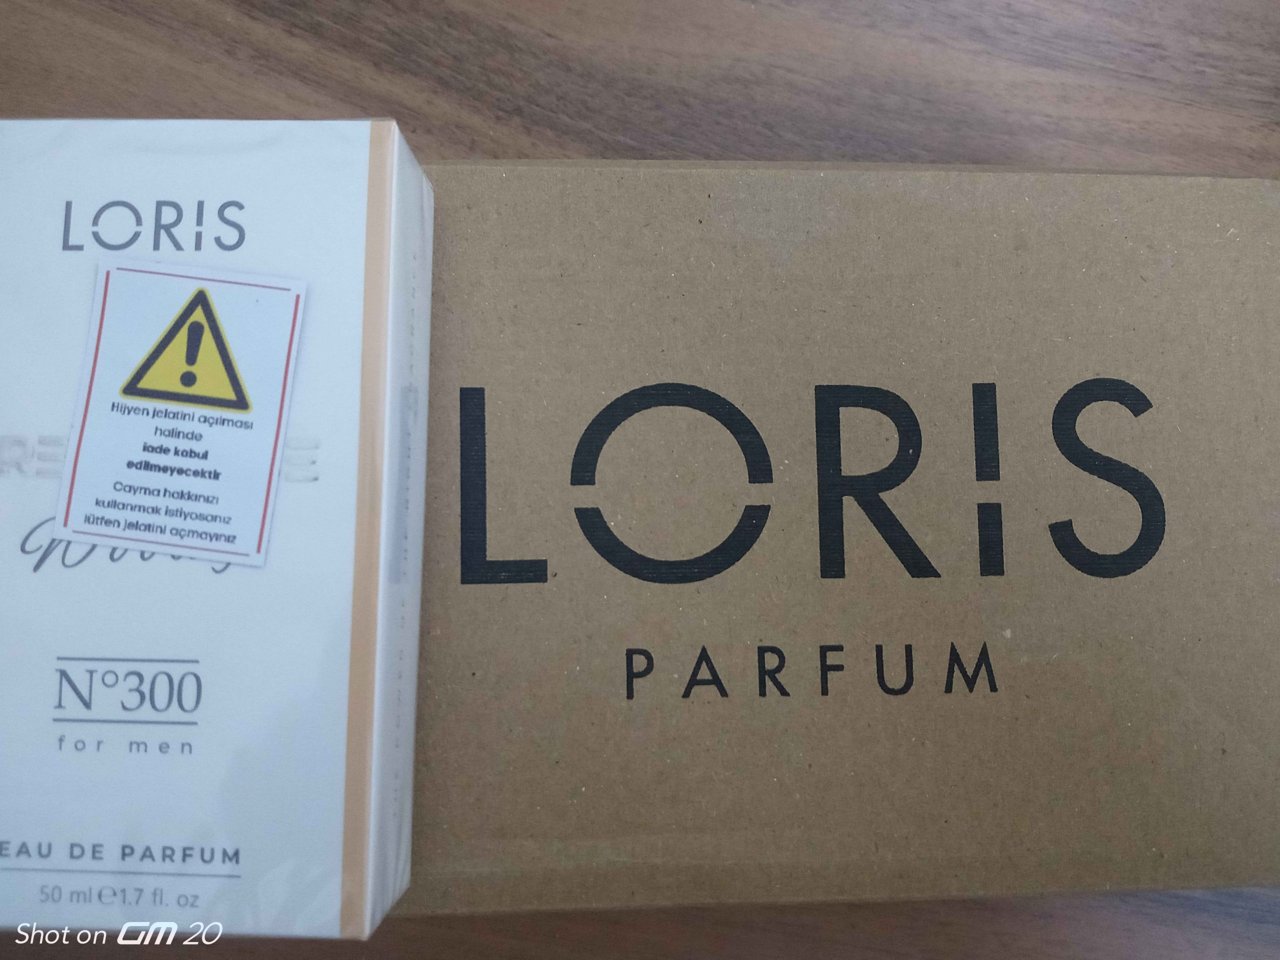 LORIS
Hijyen jelatini açılması
halinde
iade kabul
edilmeyecektir
Cayma hakkınızı
kullanmak istiyosanız
lütfen jelatini açmayınız
N°300
for men
EAU DE PARFUM
50 ml ℮ 1.7 fl. oz
LORIS
PARFUM
Shot on GM 20